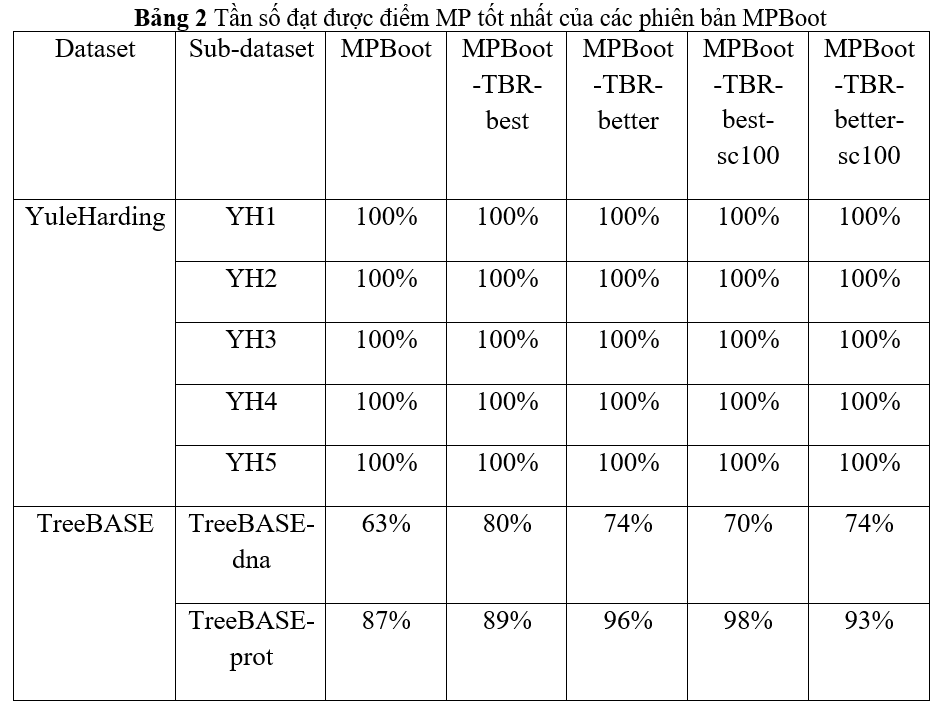 Bảng 2 Tần số đạt được điểm MP tốt nhất của các phiên bản MPBoot
Dataset Sub-dataset MPBoot MPBoot MPBoot MPBoot MPBoot
-TBR- -TBR- -TBR- -TBR-
best better best- better-
sc100 sc100
YuleHarding YH1 100% 100% 100% 100% 100%
YH2 100% 100% 100% 100% 100%
YH3 100% 100% 100% 100% 100%
YH4 100% 100% 100% 100% 100%
YH5 100% 100% 100% 100% 100%
TreeBASE TreeBASE- 63% 80% 74% 70% 74%
dna
TreeBASE- 87% 89% 96% 98% 93%
prot